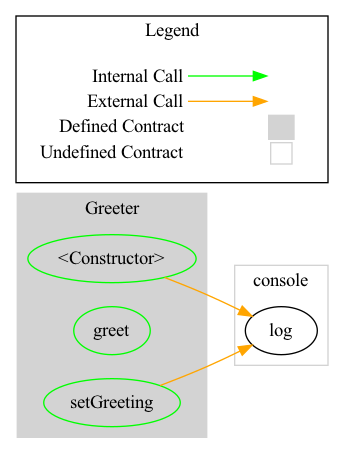 Legend
Internal Call
External Call
Defined Contract
Undefined Contract
Greeter
<Constructor>
greet
setGreeting
console
log